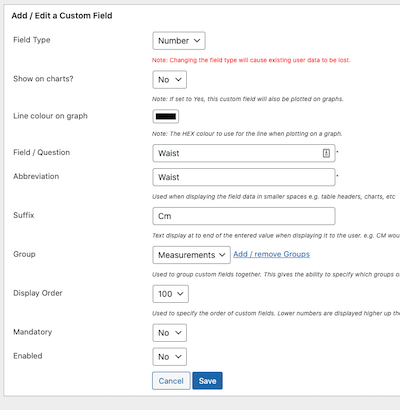 Add / Edit a Custom Field
Field Type
Number
Note: Changing the field type will cause existing user data to be lost.
Show on charts?
No
Note: If set to Yes, this custom field will also be plotted on graphs.
Line colour on graph
Note: The HEX colour to use for the line when plotting on a graph.
Field / Question
Waist
*
Abbreviation
Waist
*
Used when displaying the field data in smaller spaces e.g. table headers, charts, etc
Suffix
Cm
Text display at to end of the entered value when displaying it to the user. e.g. CM wou
Group
Measurements
Add / remove Groups
Used to group custom fields together. This gives the ability to specify which groups o
Display Order
100
Used to specify the order of custom fields. Lower numbers are displayed higher up th
Mandatory
No
Enabled
No
Cancel
Save